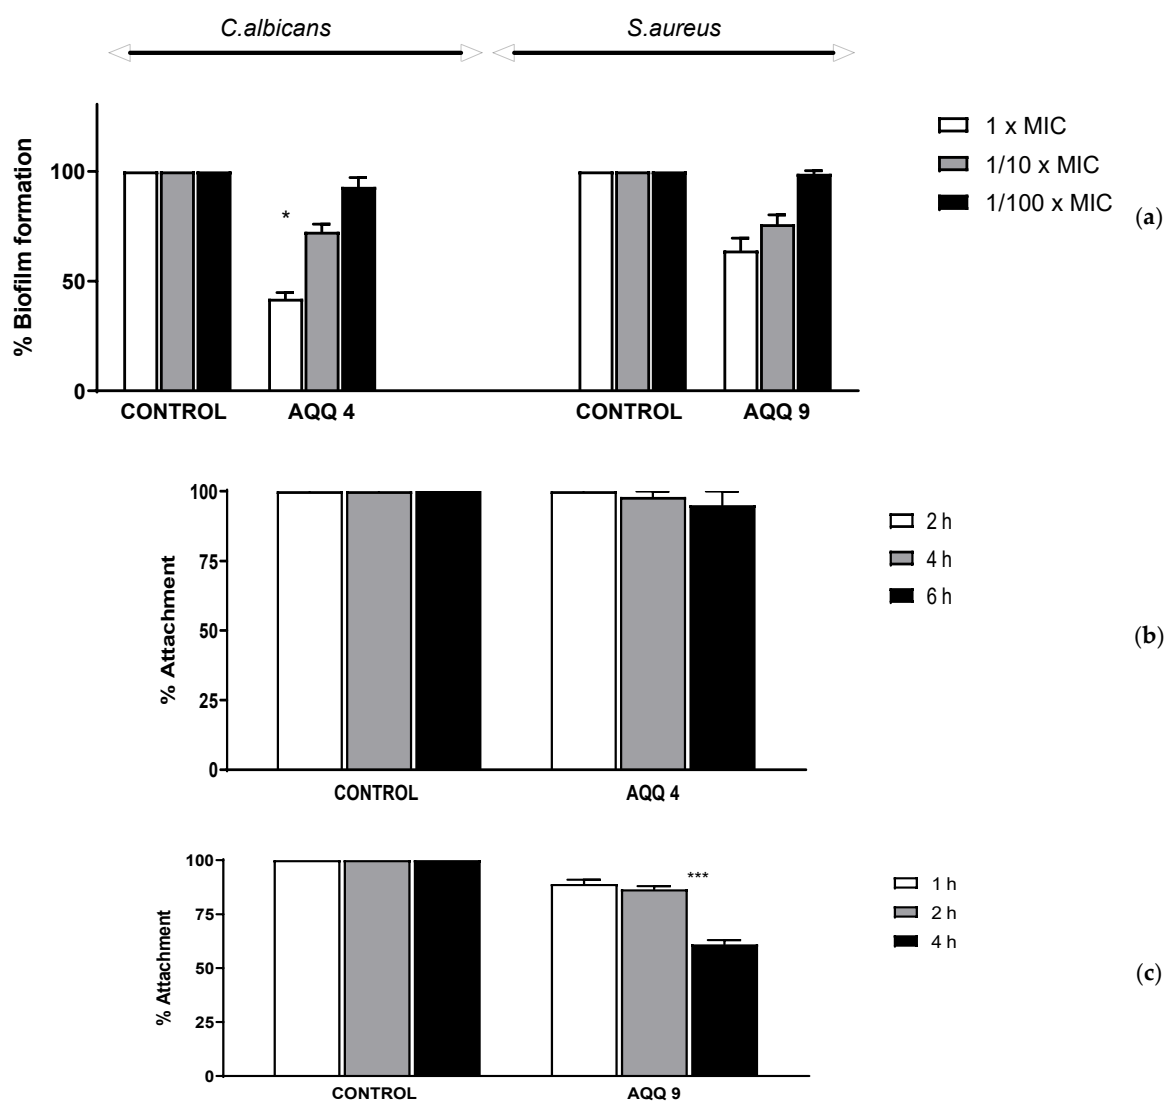 C.albicans S.aureus
% Biofilm formation
100
50
0
*
CONTROL AQQ 4 CONTROL AQQ 9
1 x MIC
1/10 x MIC
1/100 x MIC
(a)
% Attachment
100
75
50
25
0
CONTROL AQQ 4
2 h
4 h
6 h
(b)
% Attachment
100
75
50
25
0
***
CONTROL AQQ 9
1 h
2 h
4 h
(c)